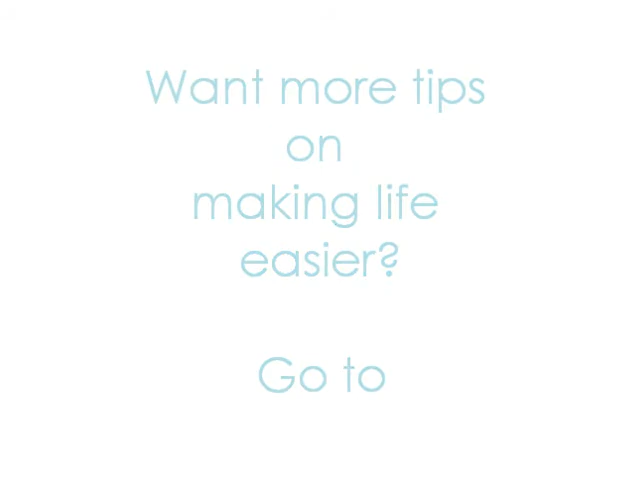 Want more tips
on
making life
easier?
Go to